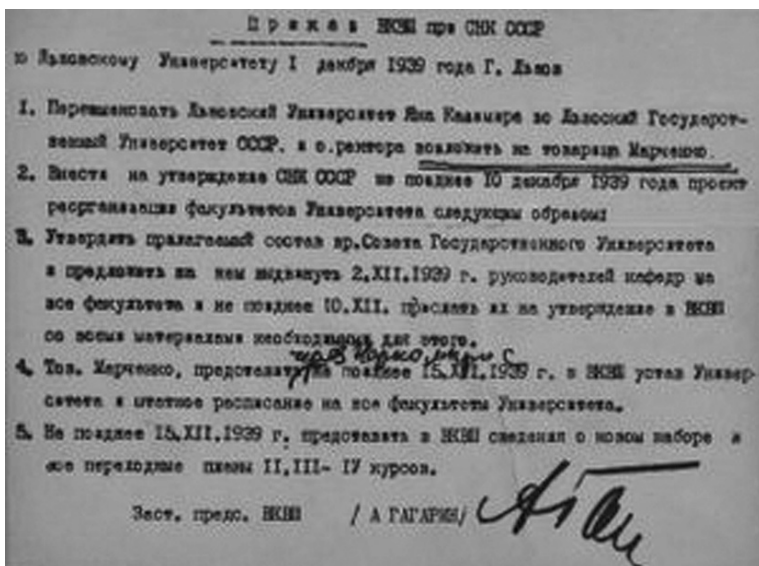 Приказ ВКВШ при СНК СССР
по Львовскому Университету I декабря 1939 года Г. Львов
1. Переименовать Львовский Университет Яна Казимира во Львоский Государст-
венный Университет СССР. и о.ректора возложить на товарища Марченко.
2. Внести на утверждение СНК СССР не позднее 10 декабря 1939 года проект
реорганизации факультетов Университета следующим образом:
3. Утвердить прилагаемый состав вр.Совета Государственного Университета
и предложить на нем выдвинуть 2.XII.1939 г. руководителей кафедр на
все факультета и не позднее 10.XII. прислать их на утверждение в ВКВШ
со всеми материалами необходимыми для этого.
4. Тов. Марченко, представить не позднее 15.XII.1939 г. в ВКВШ устав Универ-
ситета и штатное расписание на все факультеты Университета.
5. Не позднее 15.XII.1939 г. представить в ВКВШ сведения о новом наборе и
все переходные планы II,III- IV курсов.
Заст. предс. ВКВШ / А ГАГАРИН/